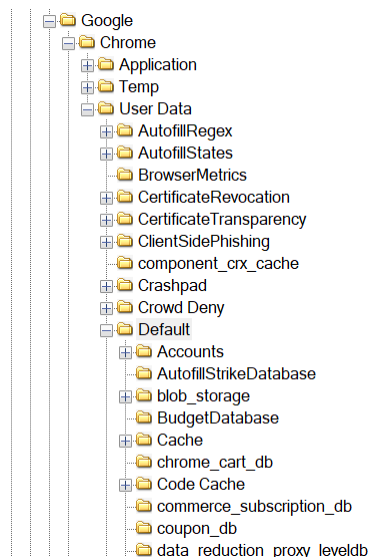 Google
Chrome
Application
Temp
User Data
AutofillRegex
AutofillStates
BrowserMetrics
CertificateRevocation
CertificateTransparency
ClientSidePhishing
component_crx_cache
Crashpad
Crowd Deny
Default
Accounts
AutofillStrikeDatabase
blob_storage
BudgetDatabase
Cache
chrome_cart_db
Code Cache
commerce_subscription_db
coupon_db
data_reduction_proxy_leveldb